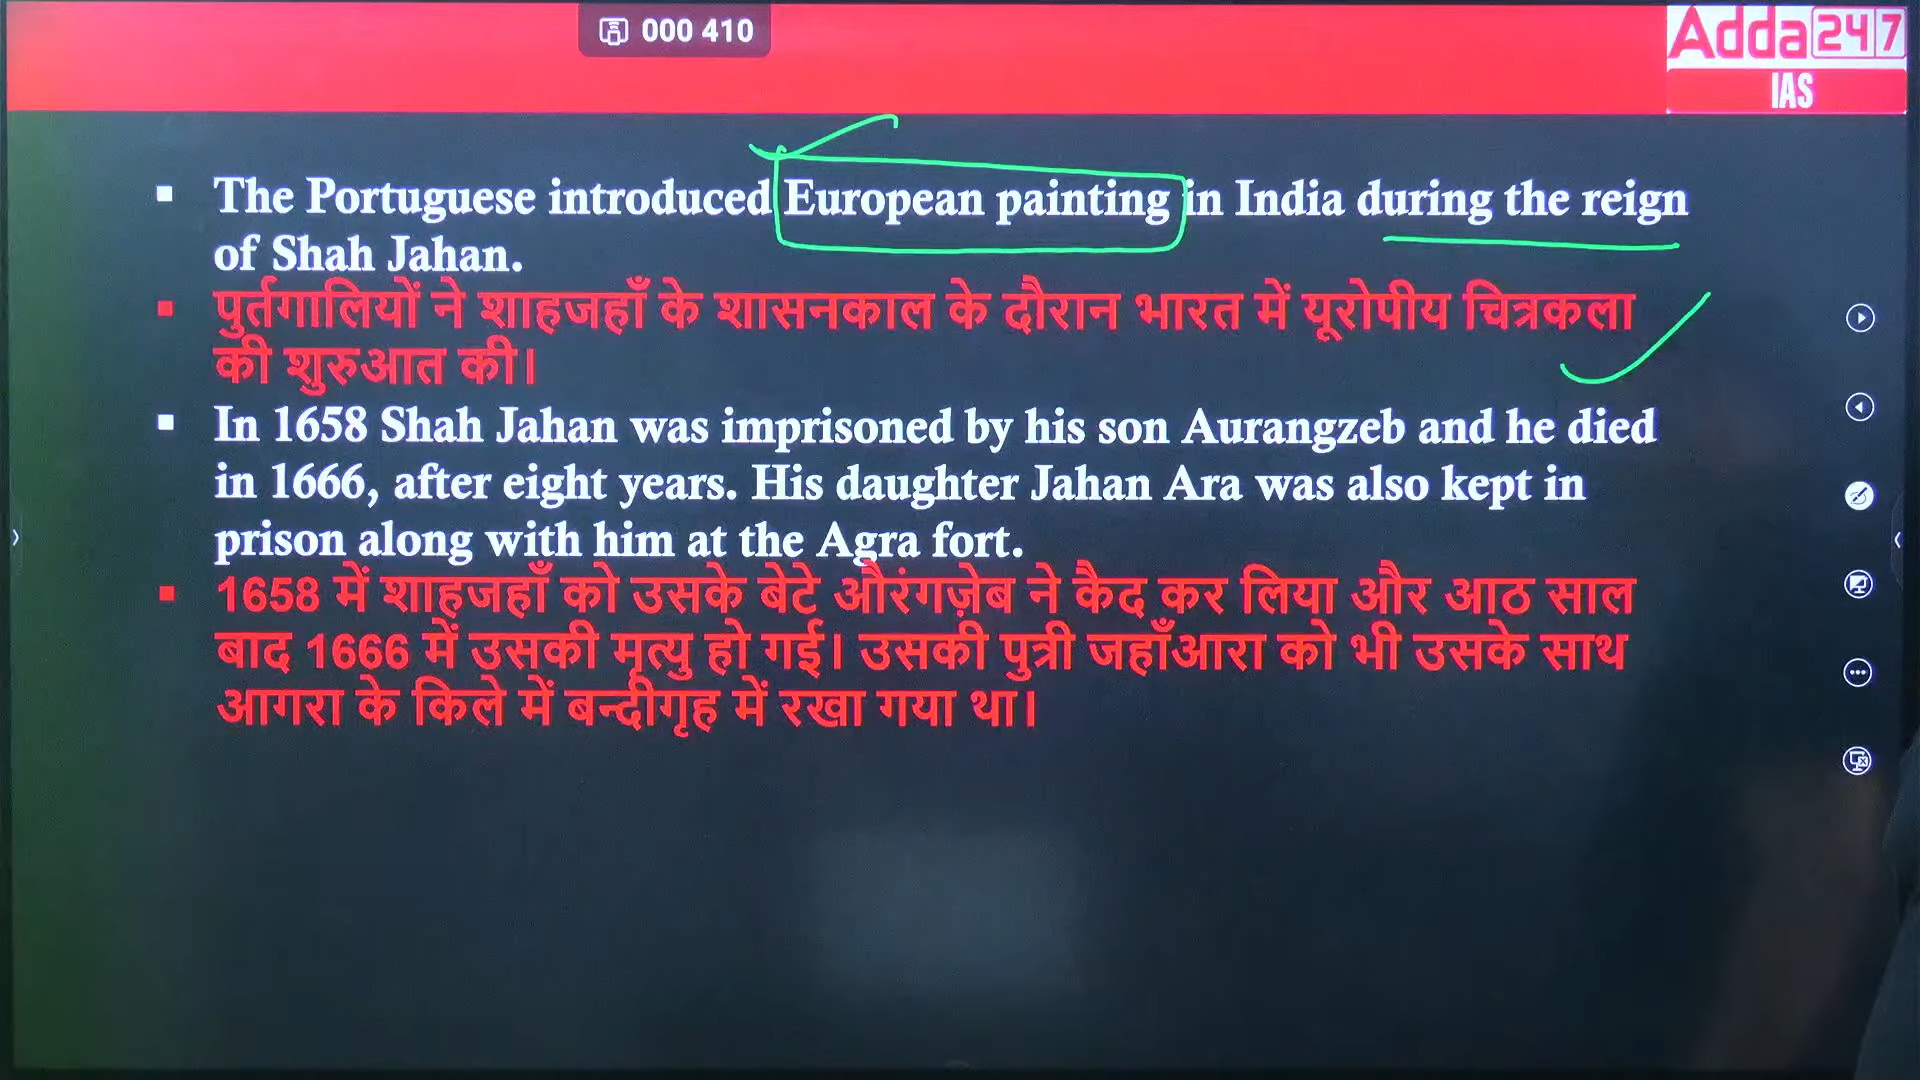 000 410
Adda247
IAS
▪ The Portuguese introduced European painting in India during the reign
of Shah Jahan.
▪ पुर्तगालियों ने शाहजहाँ के शासनकाल के दौरान भारत में यूरोपीय चित्रकला
की शुरुआत की।
▪ In 1658 Shah Jahan was imprisoned by his son Aurangzeb and he died
in 1666, after eight years. His daughter Jahan Ara was also kept in
prison along with him at the Agra fort.
▪ 1658 में शाहजहाँ को उसके बेटे औरंगज़ेब ने कैद कर लिया और आठ साल
बाद 1666 में उसकी मृत्यु हो गई। उसकी पुत्री जहाँआरा को भी उसके साथ
आगरा के किले में बन्दीगृह में रखा गया था।